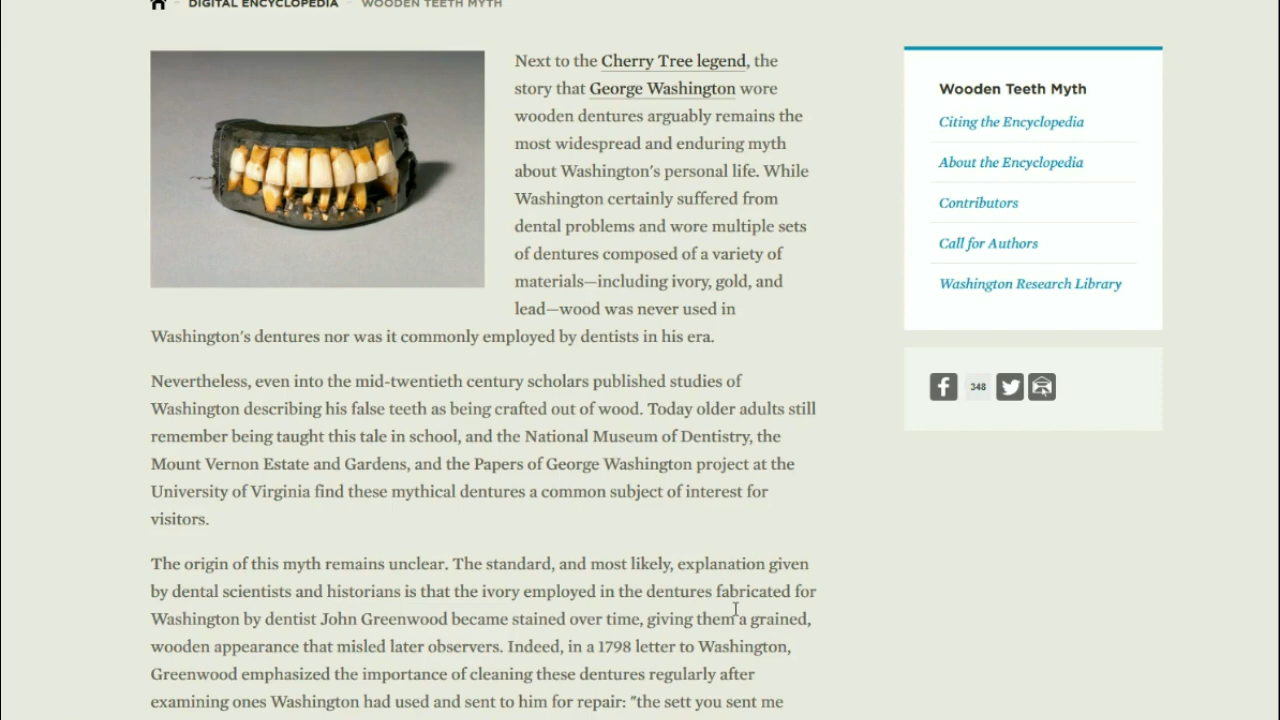 DIGITAL ENCYCLOPEDIA WOODEN TEETH MYTH
Next to the Cherry Tree legend, the
story that George Washington wore
wooden dentures arguably remains the
most widespread and enduring myth
about Washington's personal life. While
Washington certainly suffered from
dental problems and wore multiple sets
of dentures composed of a variety of
materials—including ivory, gold, and
lead—wood was never used in
Washington's dentures nor was it commonly employed by dentists in his era.
Nevertheless, even into the mid-twentieth century scholars published studies of
Washington describing his false teeth as being crafted out of wood. Today older adults still
remember being taught this tale in school, and the National Museum of Dentistry, the
Mount Vernon Estate and Gardens, and the Papers of George Washington project at the
University of Virginia find these mythical dentures a common subject of interest for
visitors.
The origin of this myth remains unclear. The standard, and most likely, explanation given
by dental scientists and historians is that the ivory employed in the dentures fabricated for
Washington by dentist John Greenwood became stained over time, giving them a grained,
wooden appearance that misled later observers. Indeed, in a 1798 letter to Washington,
Greenwood emphasized the importance of cleaning these dentures regularly after
examining ones Washington had used and sent to him for repair: "the sett you sent me
Wooden Teeth Myth
Citing the Encyclopedia
About the Encyclopedia
Contributors
Call for Authors
Washington Research Library
348